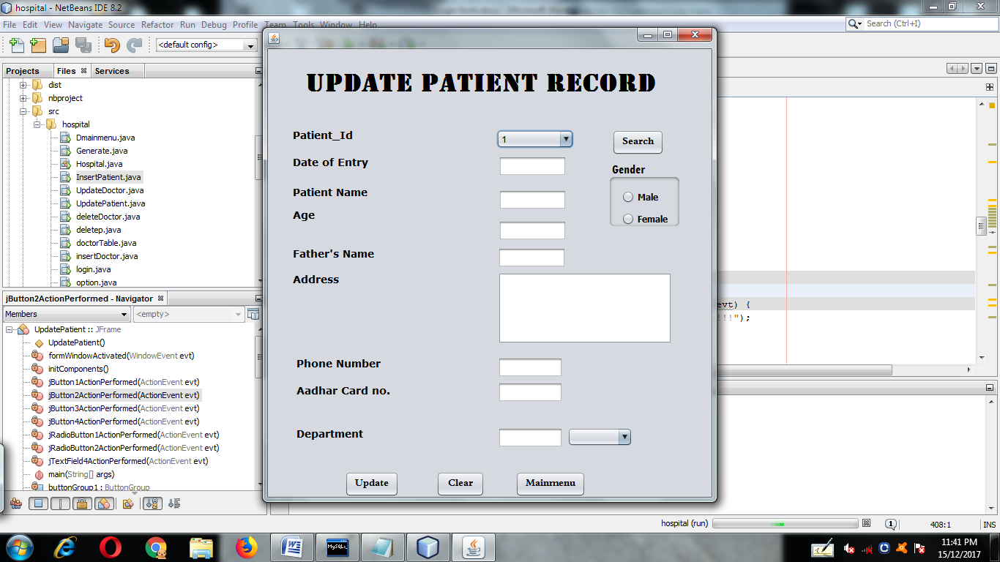 hospital - NetBeans IDE 8.2
File Edit View Navigate Source Refactor Run Debug Profile Team Tools Window Help
Search (Ctrl+I)
<default config>
Projects Files Services
dist
nbproject
src
hospital
Dmainmenu.java
Generate.java
Hospital.java
InsertPatient.java
UpdateDoctor.java
UpdatePatient.java
deleteDoctor.java
deletep.java
doctorTable.java
insertDoctor.java
login.java
option.java
jButton2ActionPerformed - Navigator
Members <empty>
UpdatePatient :: JFrame
UpdatePatient()
formWindowActivated(WindowEvent evt)
initComponents()
jButton1ActionPerformed(ActionEvent evt)
jButton2ActionPerformed(ActionEvent evt)
jButton3ActionPerformed(ActionEvent evt)
jButton4ActionPerformed(ActionEvent evt)
jRadioButton1ActionPerformed(ActionEvent evt)
jRadioButton2ActionPerformed(ActionEvent evt)
jTextField4ActionPerformed(ActionEvent evt)
main(String[] args)
buttonGroup1 : ButtonGroup
UPDATE PATIENT RECORD
Patient_Id 1 Search
Date of Entry
Gender
Patient Name
Male
Age
Female
Father's Name
Address
Phone Number
Aadhar Card no.
Department
Update Clear Mainmenu
evt) {
!!!");
hospital (run) 1 408:1 INS
MySQL
11:41 PM
15/12/2017